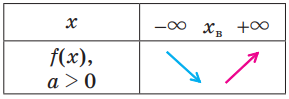 x −∞ xв +∞
f(x),
a > 0